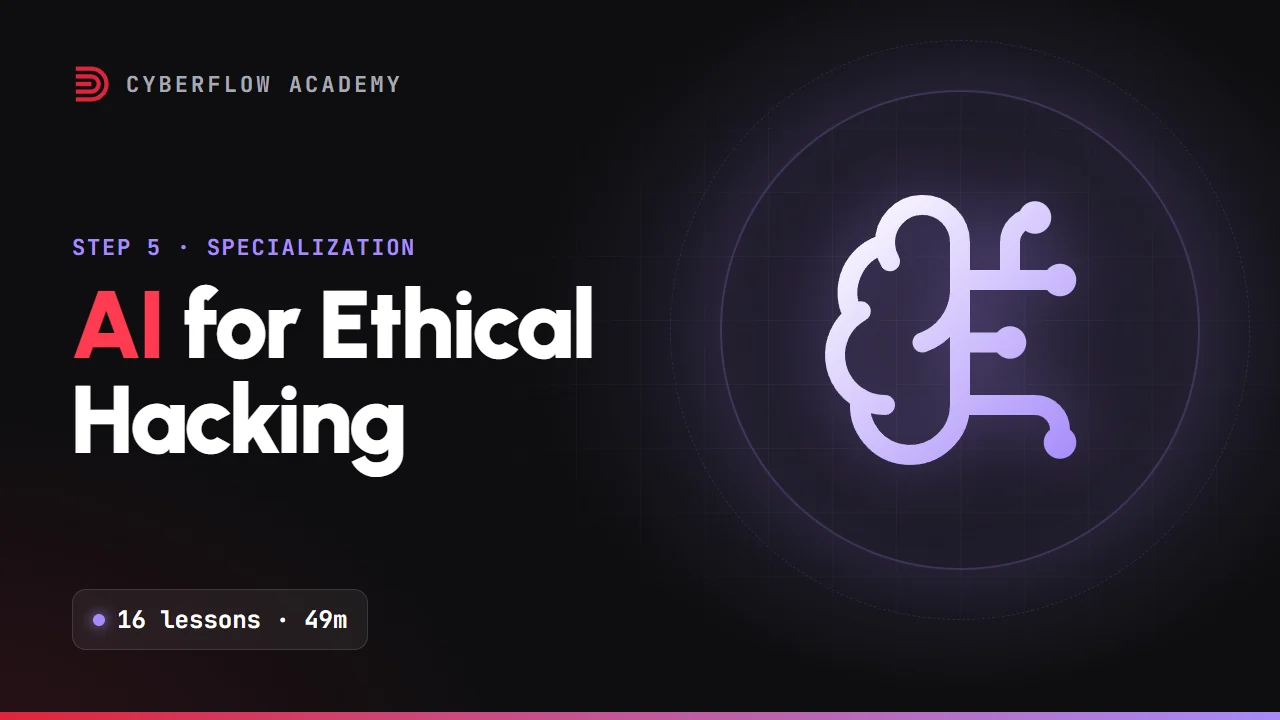 CYBERFLOW ACADEMY
STEP 5 · SPECIALIZATION
AI for Ethical
Hacking
16 lessons · 49m